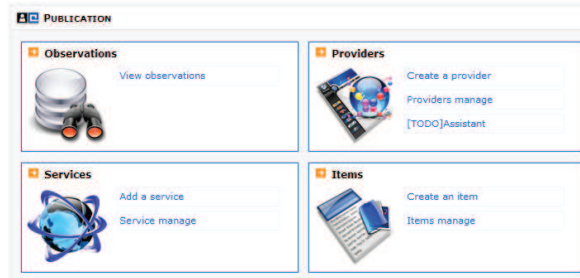 PUBLICATION
Observations
View observations
Providers
Create a provider
Providers manage
[TODO]Assistant
Services
Add a service
Service manage
Items
Create an item
Items manage